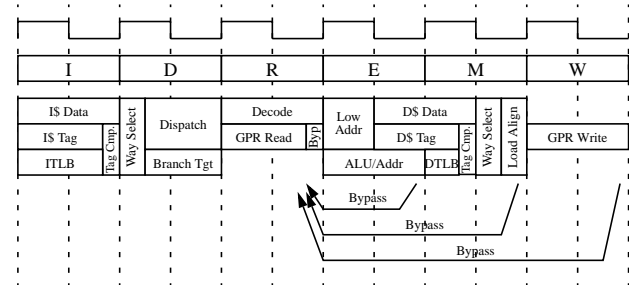 I D R E M W
I$ Data Way Select Dispatch Decode Low Addr D$ Data Way Select Load Align GPR Write
I$ Tag Tag Cmp. GPR Read Byp D$ Tag Tag Cmp.
ITLB Branch Tgt ALU/Addr DTLB
Bypass
Bypass
Bypass